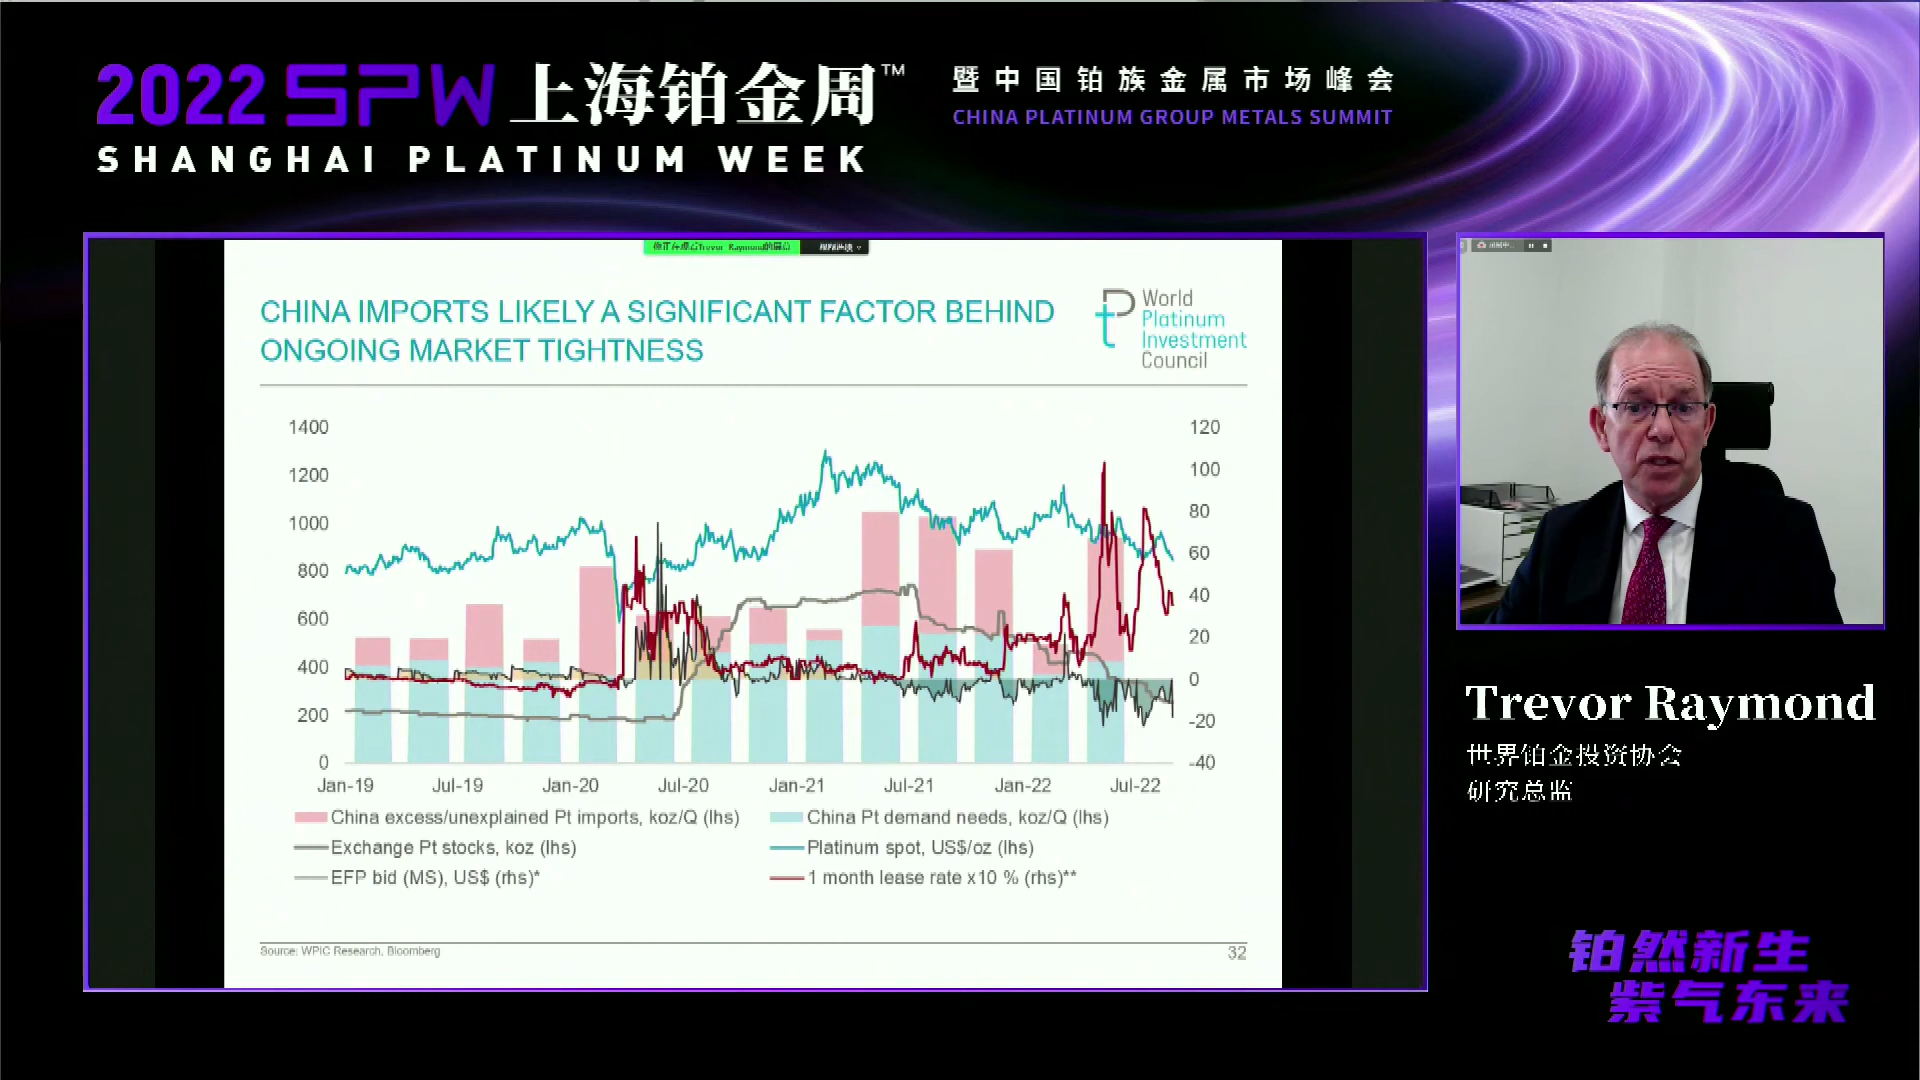 2022 SPW 上海铂金周™
SHANGHAI PLATINUM WEEK
暨中国铂族金属市场峰会
CHINA PLATINUM GROUP METALS SUMMIT
CHINA IMPORTS LIKELY A SIGNIFICANT FACTOR BEHIND
ONGOING MARKET TIGHTNESS
World
Platinum
Investment
Council
1400
1200
1000
800
600
400
200
0
120
100
80
60
40
20
0
-20
-40
Jan-19 Jul-19 Jan-20 Jul-20 Jan-21 Jul-21 Jan-22 Jul-22
China excess/unexplained Pt imports, koz/Q (lhs)
China Pt demand needs, koz/Q (lhs)
Exchange Pt stocks, koz (lhs)
Platinum spot, US$/oz (lhs)
EFP bid (MS), US$ (rhs)*
1 month lease rate x10 % (rhs)**
Source: WPIC Research, Bloomberg
32
Trevor Raymond
世界铂金投资协会
研究总监
铂然新生
紫气东来